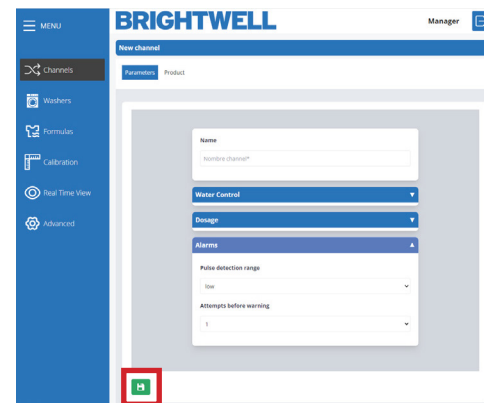 MENU
BRIGHTWELL
Manager
New channel
Channels
Parameters Product
Washers
Formulas
Name
Nombre channel*
Calibration
Real Time View
Water Control
Advanced
Dosage
Alarms
Pulse detection range
low
Attempts before warning
1